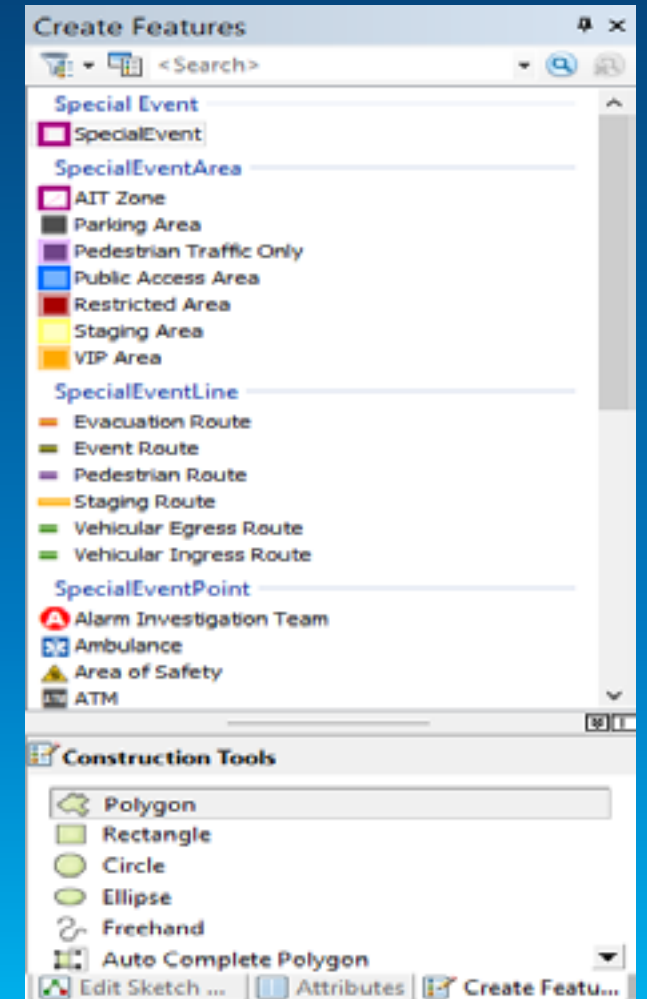 Create Features
<Search>
Special Event
SpecialEvent
SpecialEventArea
AIT Zone
Parking Area
Pedestrian Traffic Only
Public Access Area
Restricted Area
Staging Area
VIP Area
SpecialEventLine
Evacuation Route
Event Route
Pedestrian Route
Staging Route
Vehicular Egress Route
Vehicular Ingress Route
SpecialEventPoint
A Alarm Investigation Team
Ambulance
Area of Safety
ATM ATM
Construction Tools
Polygon
Rectangle
Circle
Ellipse
Freehand
Auto Complete Polygon
Edit Sketch ... Attributes Create Featu...